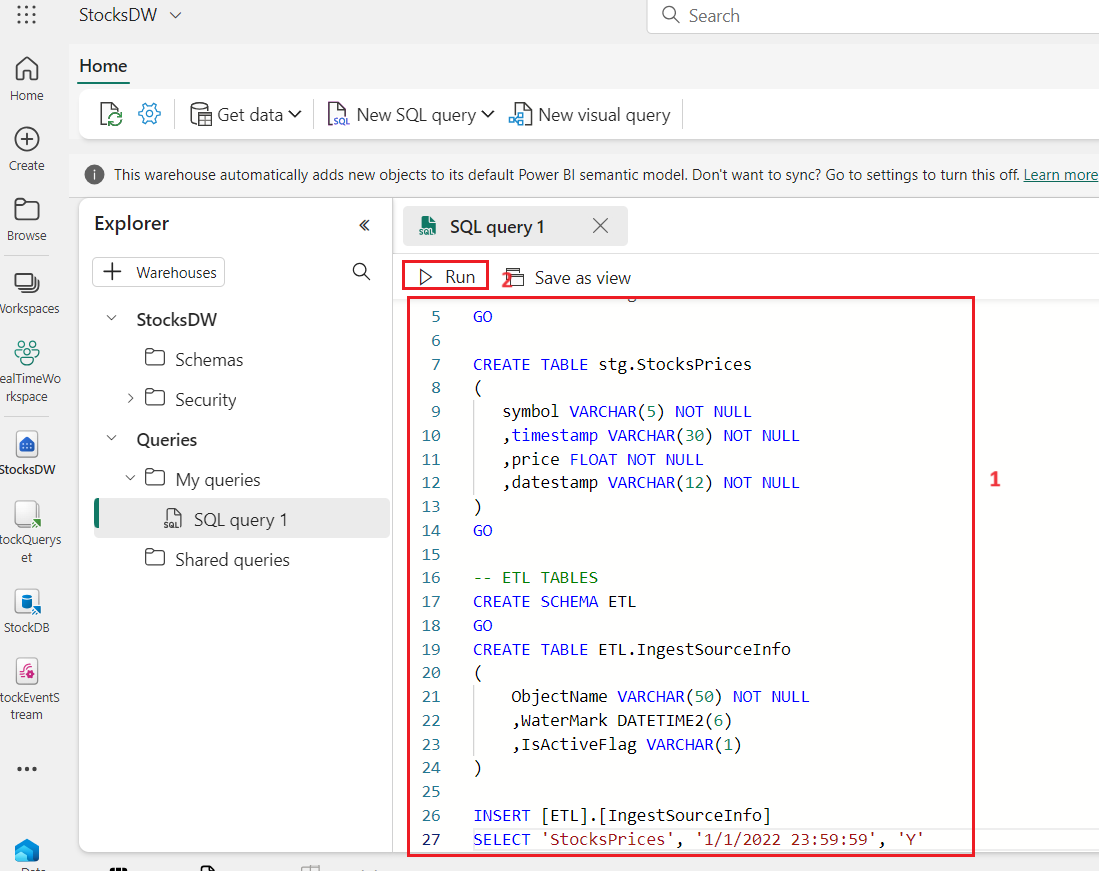 StocksDW
Search
Home
Home
Get data
New SQL query
New visual query
Create
This warehouse automatically adds new objects to its default Power BI semantic model. Don't want to sync? Go to settings to turn this off. Learn more
Browse
Explorer
SQL query 1
Warehouses
Run
2
Save as view
Workspaces
StocksDW
Schemas
Security
Queries
My queries
SQL query 1
Shared queries
ealTimeWo
rkspace
StocksDW
tockQuerys
et
StockDB
tockEventS
tream
Data
5 GO
6
7 CREATE TABLE stg.StocksPrices
8 (
9 symbol VARCHAR(5) NOT NULL
10 ,timestamp VARCHAR(30) NOT NULL
11 ,price FLOAT NOT NULL
12 ,datestamp VARCHAR(12) NOT NULL
13 )
14 GO
15
16 -- ETL TABLES
17 CREATE SCHEMA ETL
18 GO
19 CREATE TABLE ETL.IngestSourceInfo
20 (
21 ObjectName VARCHAR(50) NOT NULL
22 ,WaterMark DATETIME2(6)
23 ,IsActiveFlag VARCHAR(1)
24 )
25
26 INSERT [ETL].[IngestSourceInfo]
27 SELECT 'StocksPrices', '1/1/2022 23:59:59', 'Y'
1